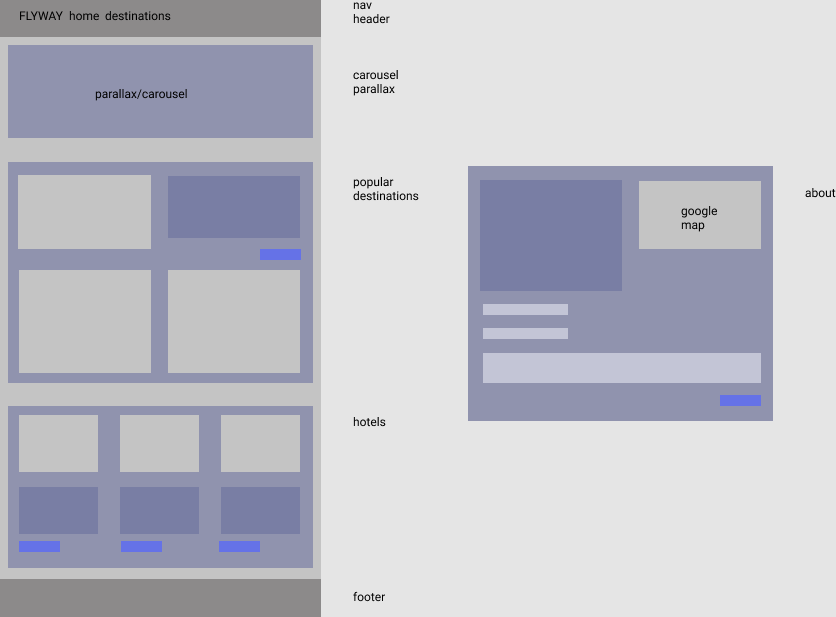 FLYWAY home destinations
nav
header
parallax/carousel
carousel
parallax
popular
destinations
google
map
about
hotels
footer